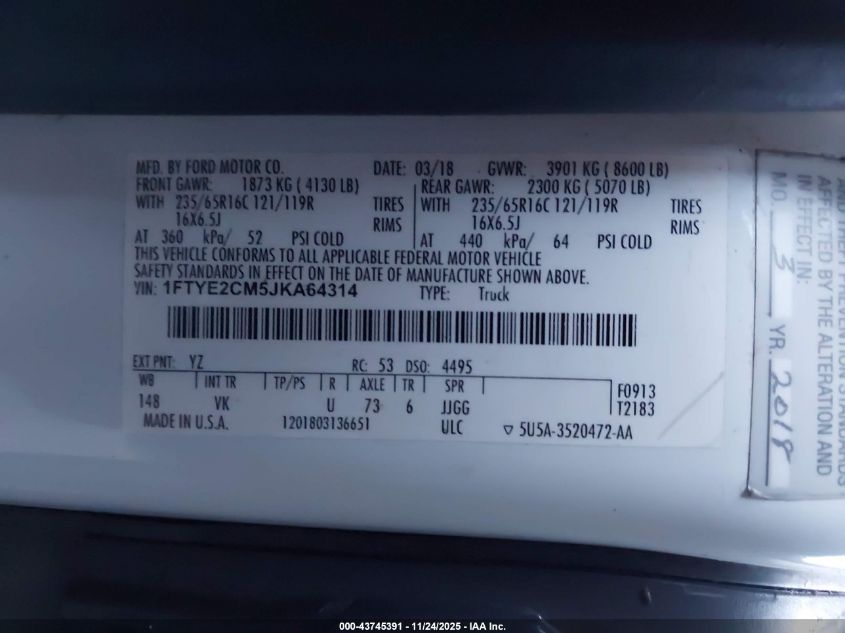 MFD. BY FORD MOTOR CO. DATE: 03/18 GVWR: 3901 KG ( 8600 LB)
FRONT GAWR: 1873 KG ( 4130 LB) REAR GAWR: 2300 KG ( 5070 LB)
WITH 235/65R16C 121/119R TIRES WITH 235/65R16C 121/119R TIRES
16X6.5J RIMS 16X6.5J RIMS
AT 360 kPa/ 52 PSI COLD AT 440 kPa/ 64 PSI COLD
THIS VEHICLE CONFORMS TO ALL APPLICABLE FEDERAL MOTOR VEHICLE
SAFETY STANDARDS IN EFFECT ON THE DATE OF MANUFACTURE SHOWN ABOVE.
VIN: 1FTYE2CM5JKA64314 TYPE: Truck
EXT PNT: YZ RC: 53 DSO: 4495
WB INT TR TP/PS R AXLE TR SPR F0913
148 VK U 73 6 JJGG T2183
MADE IN U.S.A. 1201803136651 ULC ▽ 5U5A-3520472-AA
AFFECTED BY THE ALTERATION AND
IN EFFECT IN:
MO. 3 YR. 2018
000-43745391 - 11/24/2025 - IAA Inc.